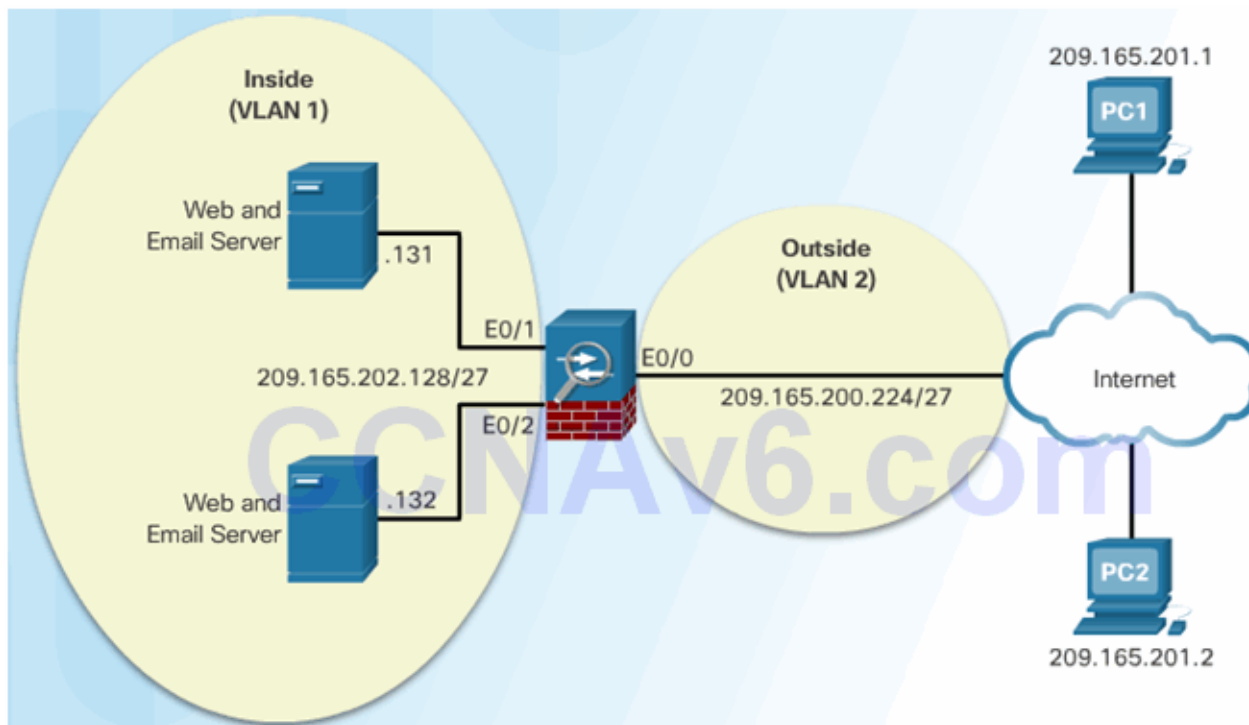 Inside
(VLAN 1)
Web and
Email Server
.131
E0/1
209.165.202.128/27
E0/2
Web and
Email Server
.132
Outside
(VLAN 2)
E0/0
209.165.200.224/27
209.165.201.1
PC1
Internet
PC2
209.165.201.2
CCNAv6.com